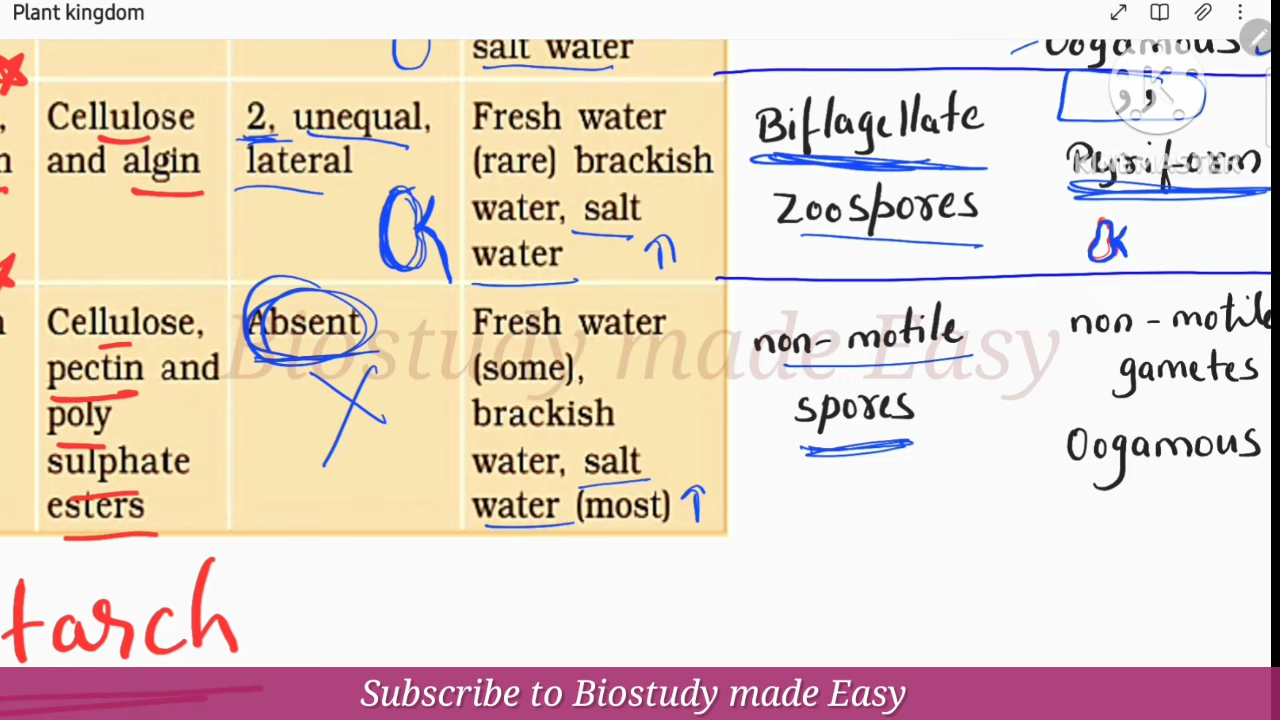 Plant kingdom
salt water
Oogamous
Cellulose
and algin
2, unequal,
lateral
Fresh water
(rare) brackish
water, salt
water
Biflagellate
Zoospores
,,
Pyriform
Cellulose,
pectin and
poly
sulphate
esters
Absent
Fresh water
(some),
brackish
water, salt
water (most)
non-motile
spores
non-motile
gametes
Oogamous
Biostudy made Easy
tarch
Subscribe to Biostudy made Easy